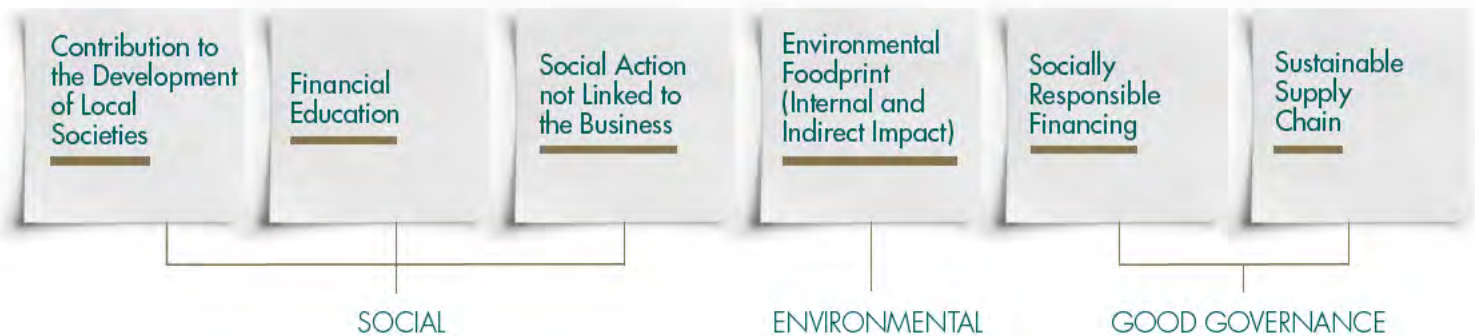 Contribution to
the Development
of Local
Societies
Financial
Education
Social Action
not Linked to
the Business
Environmental
Foodprint
(Internal and
Indirect Impact)
Socially
Responsible
Financing
Sustainable
Supply
Chain
SOCIAL
ENVIRONMENTAL
GOOD GOVERNANCE